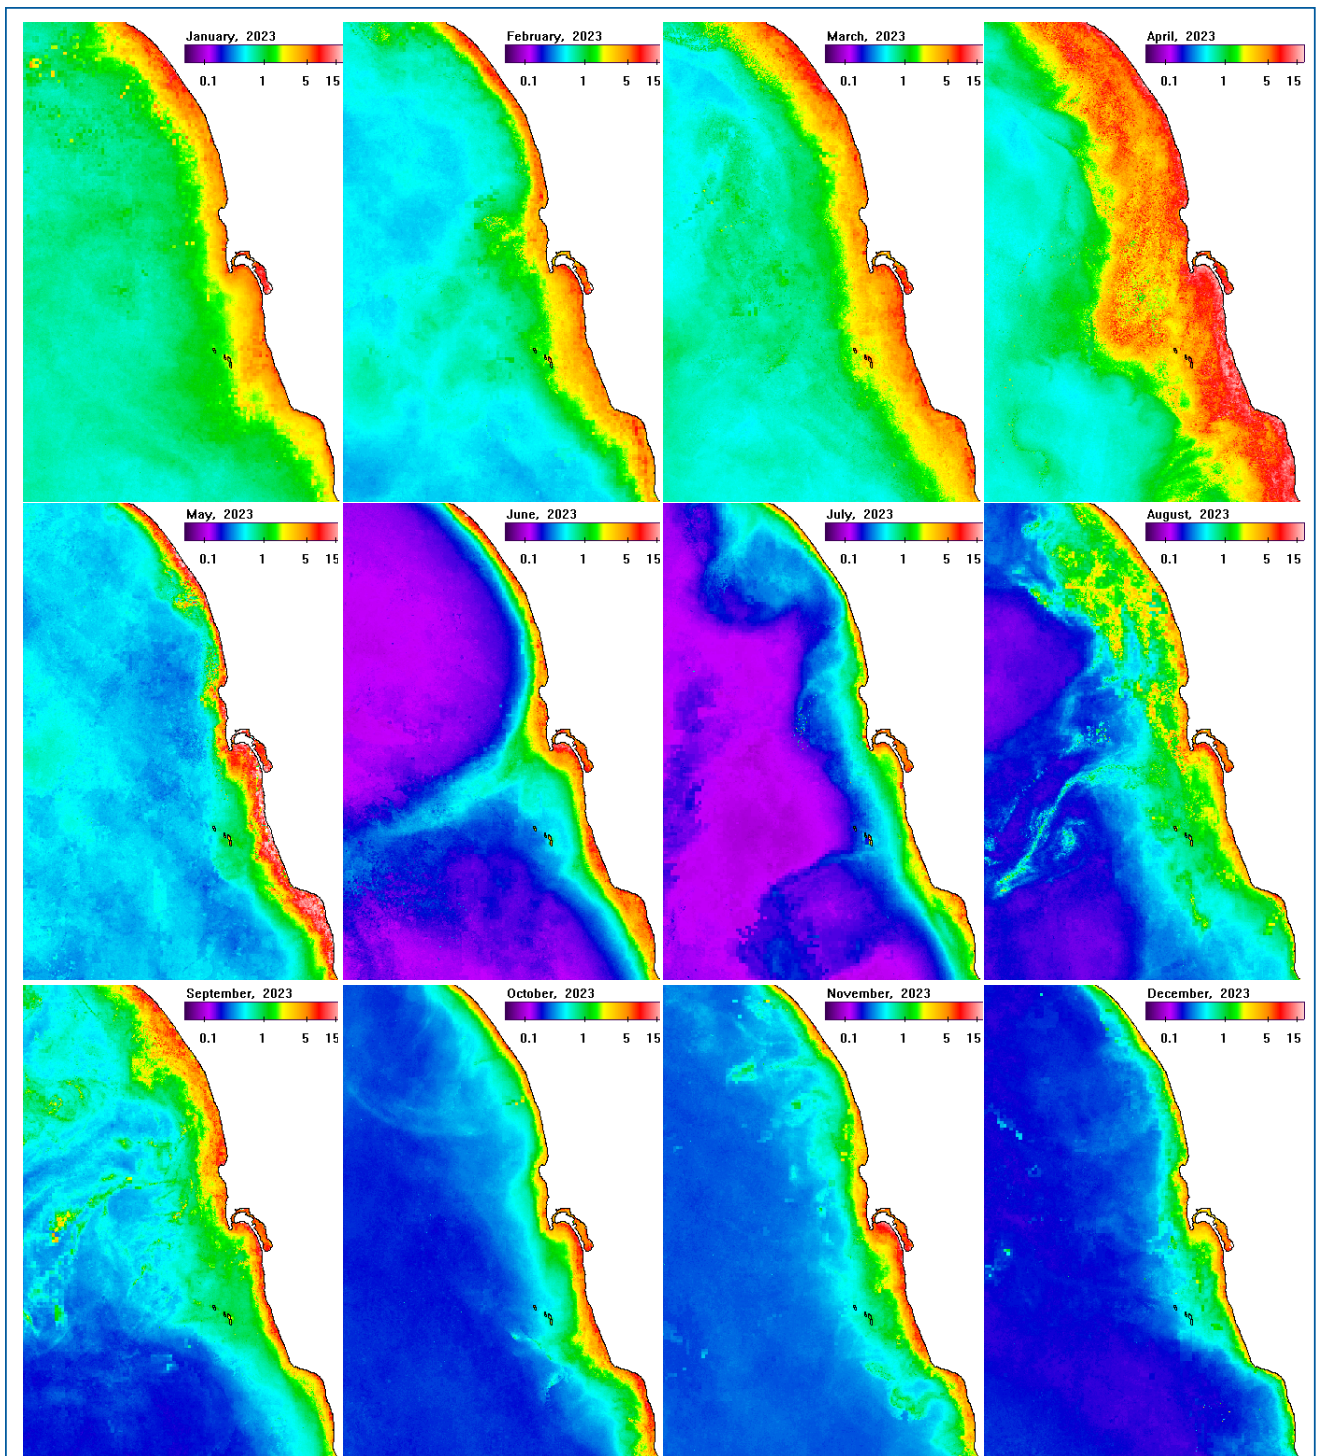 January, 2023
0.1 1 5 15
February, 2023
0.1 1 5 15
March, 2023
0.1 1 5 15
April, 2023
0.1 1 5 15
May, 2023
0.1 1 5 15
June, 2023
0.1 1 5 15
July, 2023
0.1 1 5 15
August, 2023
0.1 1 5 15
September, 2023
0.1 1 5 15
October, 2023
0.1 1 5 15
November, 2023
0.1 1 5 15
December, 2023
0.1 1 5 15